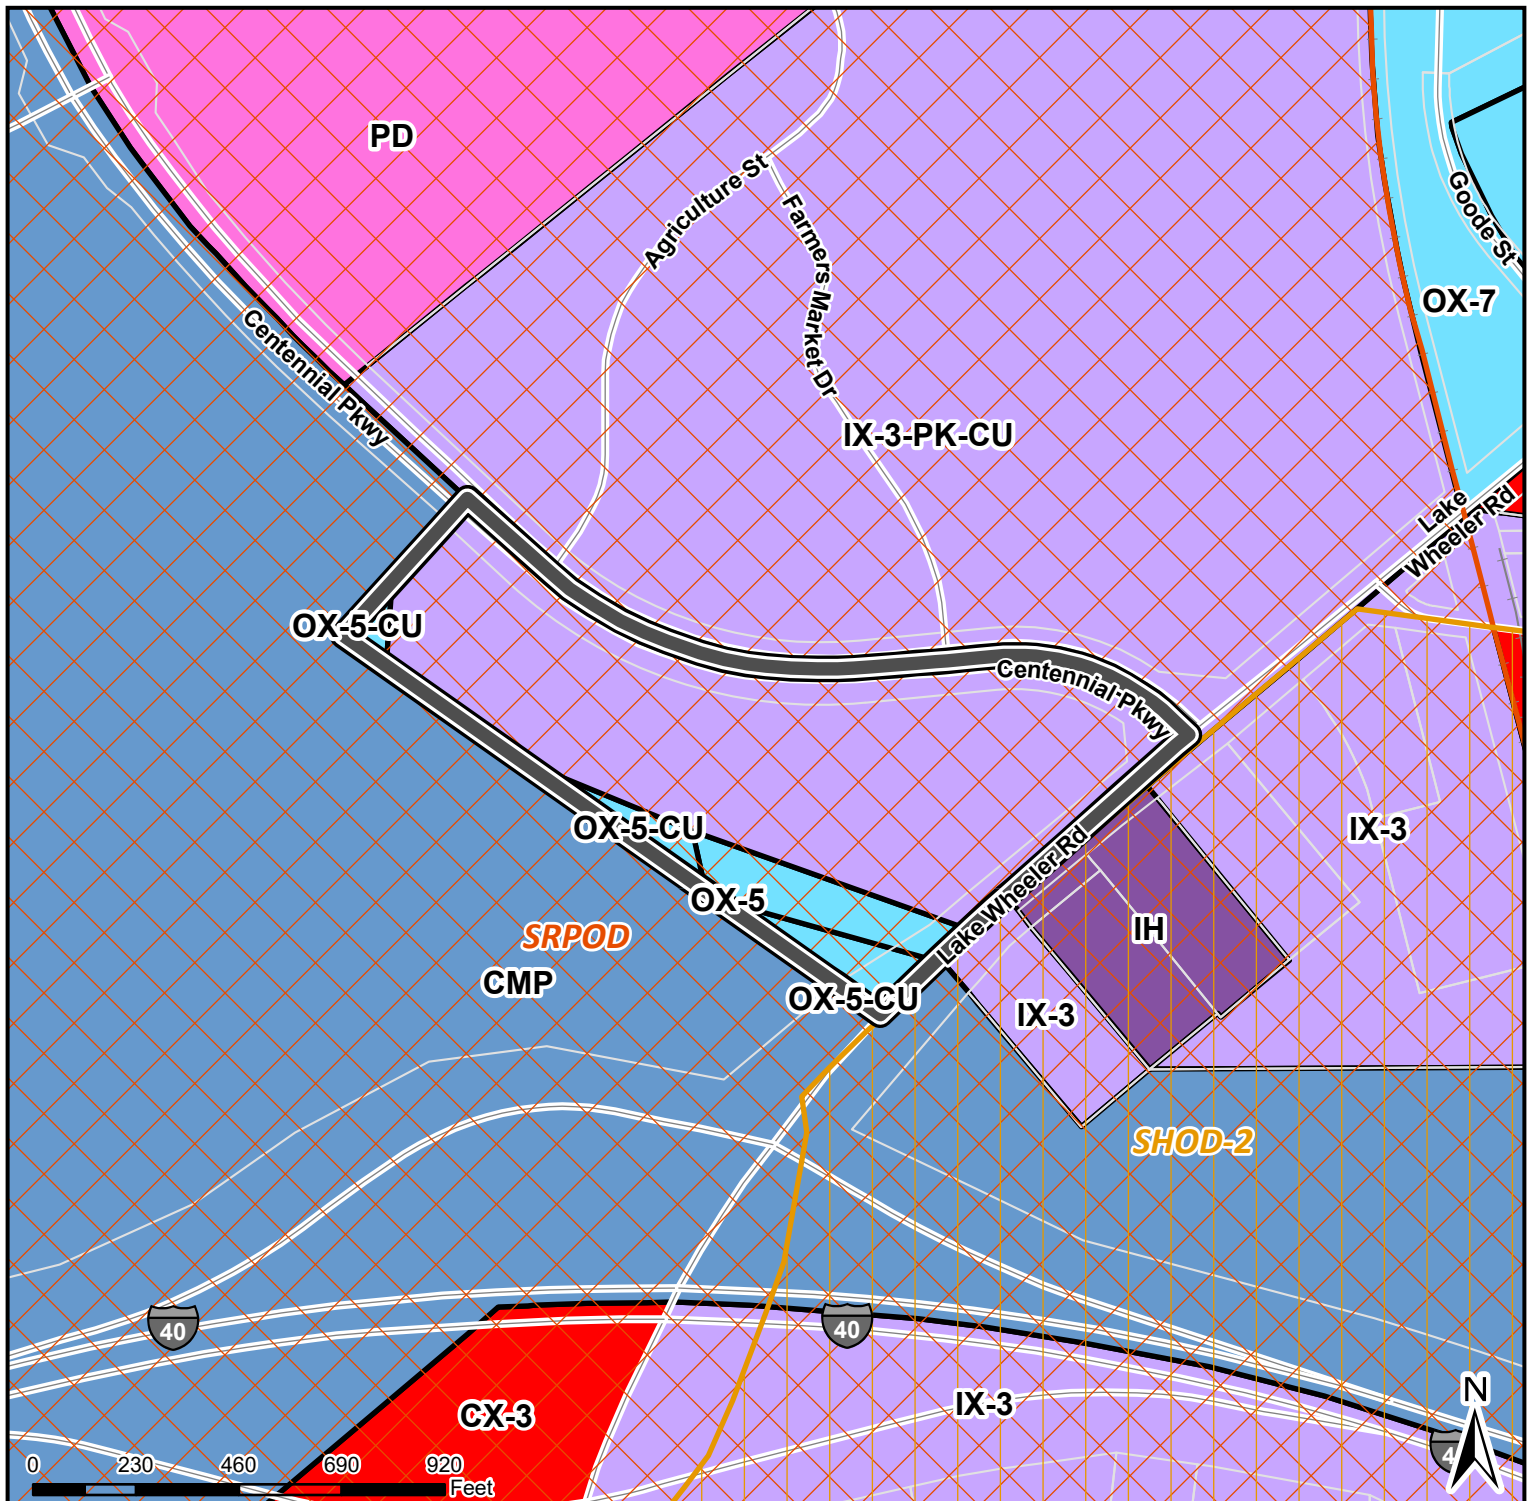 PD
Agriculture St
Farmers Market Dr
Goode St
OX-7
Centennial Pkwy
IX-3-PK-CU
Lake
Wheeler Rd
OX-5-CU
Centennial Pkwy
OX-5-CU
IX-3
Lake Wheeler Rd
OX-5
IH
SRPOD
CMP
OX-5-CU
IX-3
SHOD-2
40
40
N
IX-3
CX-3
0 230 460 690 920
Feet